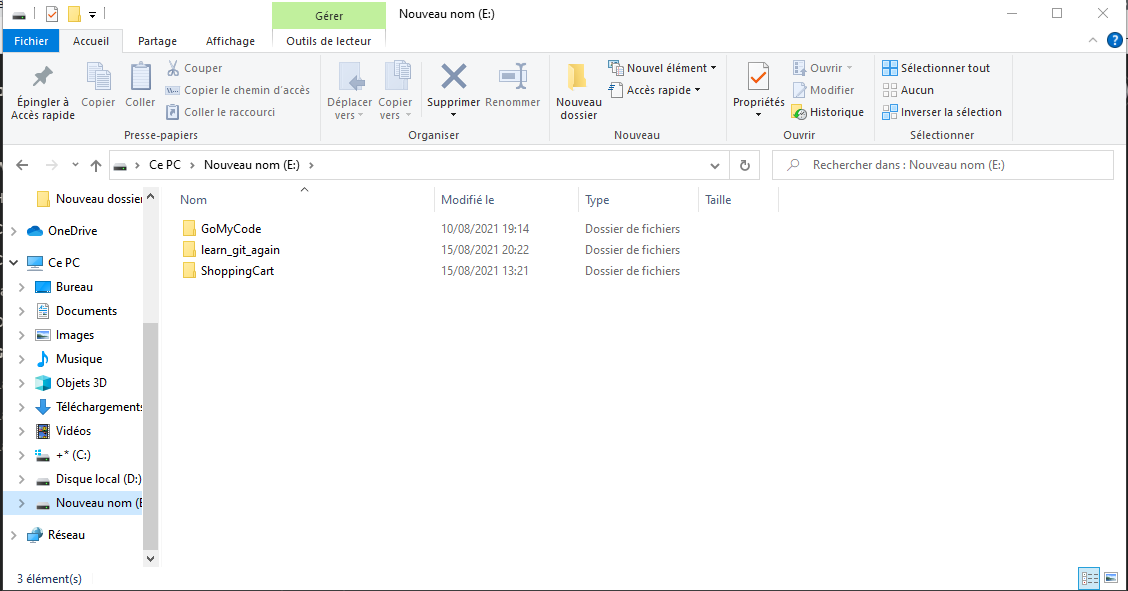 Gérer
Nouveau nom (E:)
Fichier
Accueil
Partage
Affichage
Outils de lecteur
Épingler à
Accès rapide
Copier
Coller
Couper
Copier le chemin d'accès
Coller le raccourci
Presse-papiers
Déplacer
vers
Copier
vers
Supprimer
Renommer
Organiser
Nouveau
dossier
Nouvel élément
Accès rapide
Nouveau
Propriétés
Ouvrir
Modifier
Historique
Ouvrir
Sélectionner tout
Aucun
Inverser la sélection
Sélectionner
Ce PC
Nouveau nom (E:)
Rechercher dans : Nouveau nom (E:)
Nouveau dossier
OneDrive
Ce PC
Bureau
Documents
Images
Musique
Objets 3D
Téléchargements
Vidéos
+* (C:)
Disque local (D:)
Nouveau nom (E
Réseau
Nom
Modifié le
Type
Taille
GoMyCode
10/08/2021 19:14
Dossier de fichiers
learn_git_again
15/08/2021 20:22
Dossier de fichiers
ShoppingCart
15/08/2021 13:21
Dossier de fichiers
3 élément(s)